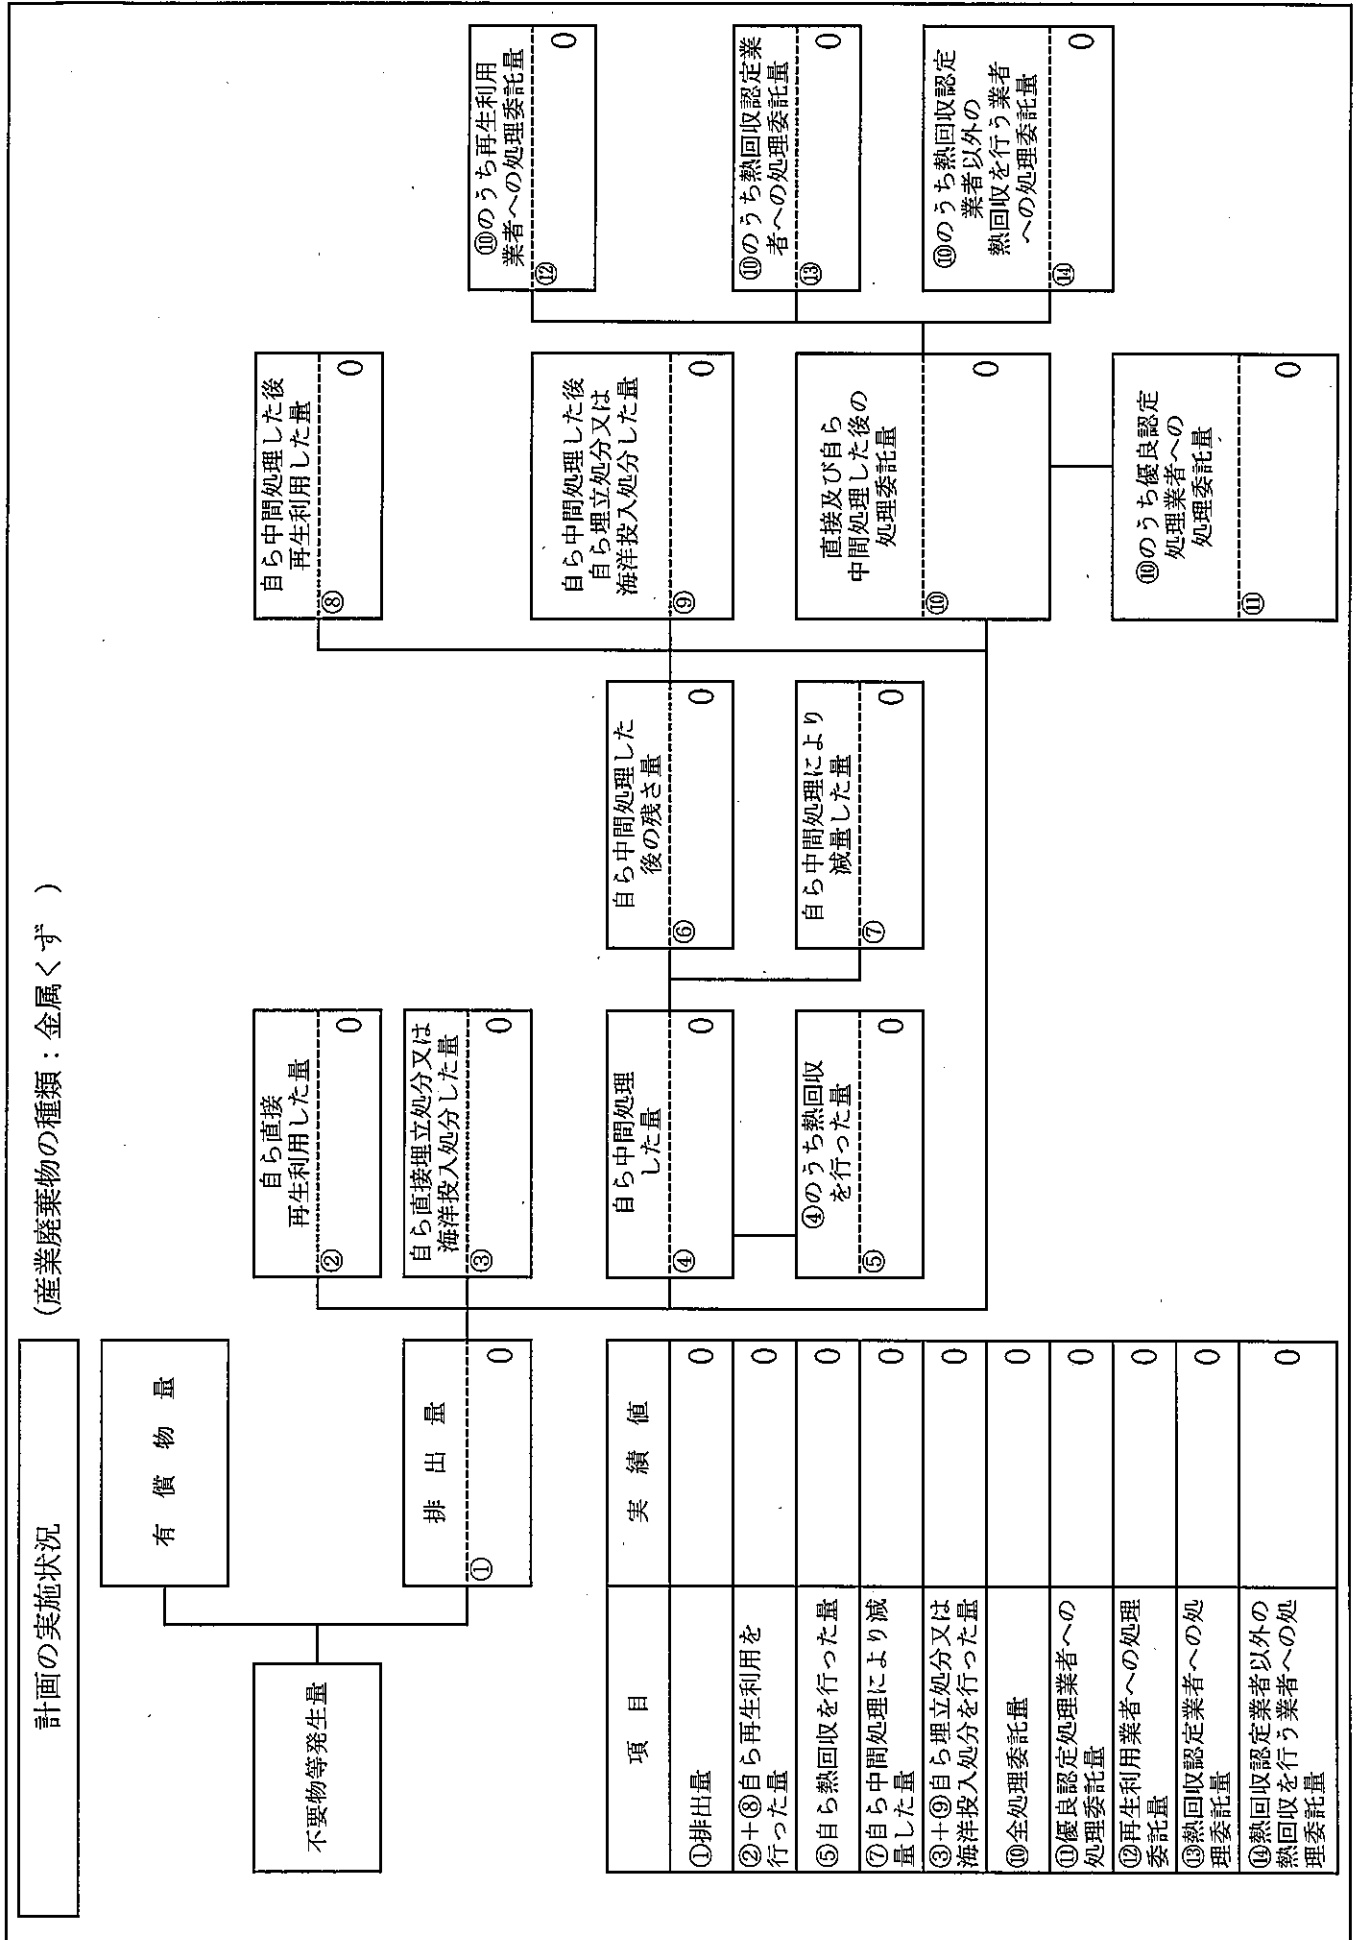 計画の実施状況
(産業廃棄物の種類：金属くず )
不要物等発生量
有 償 物 量
排 出 量
①
0
自ら直接
再生利用した量
②
0
自ら直接埋立処分又は
海洋投入処分した量
③
0
自ら中間処理
した量
④
0
④のうち熱回収
を行った量
⑤
0
自ら中間処理した
後の残さ量
⑥
0
自ら中間処理により
減量した量
⑦
0
自ら中間処理した後
再生利用した量
⑧
0
自ら中間処理した後
自ら埋立処分又は
海洋投入処分した量
⑨
0
直接及び自ら
中間処理した後の
処理委託量
⑩
0
⑩のうち優良認定
処理業者への
処理委託量
⑪
0
⑩のうち再生利用
業者への処理委託量
⑫
0
⑩のうち熱回収認定業
者への処理委託量
⑬
0
⑩のうち熱回収認定
業者以外の
熱回収を行う業者
への処理委託量
⑭
0
項 目
実 績 値
①排出量
0
②+⑧自ら再生利用を
行った量
0
⑤自ら熱回収を行った量
0
⑦自ら中間処理により減
量した量
0
③+⑨自ら埋立処分又は
海洋投入処分を行った量
0
⑩全処理委託量
0
⑪優良認定処理業者への
処理委託量
0
⑫再生利用業者への処理
委託量
0
⑬熱回収認定業者への処
理委託量
0
⑭熱回収認定業者以外の
熱回収を行う業者への処
理委託量
0